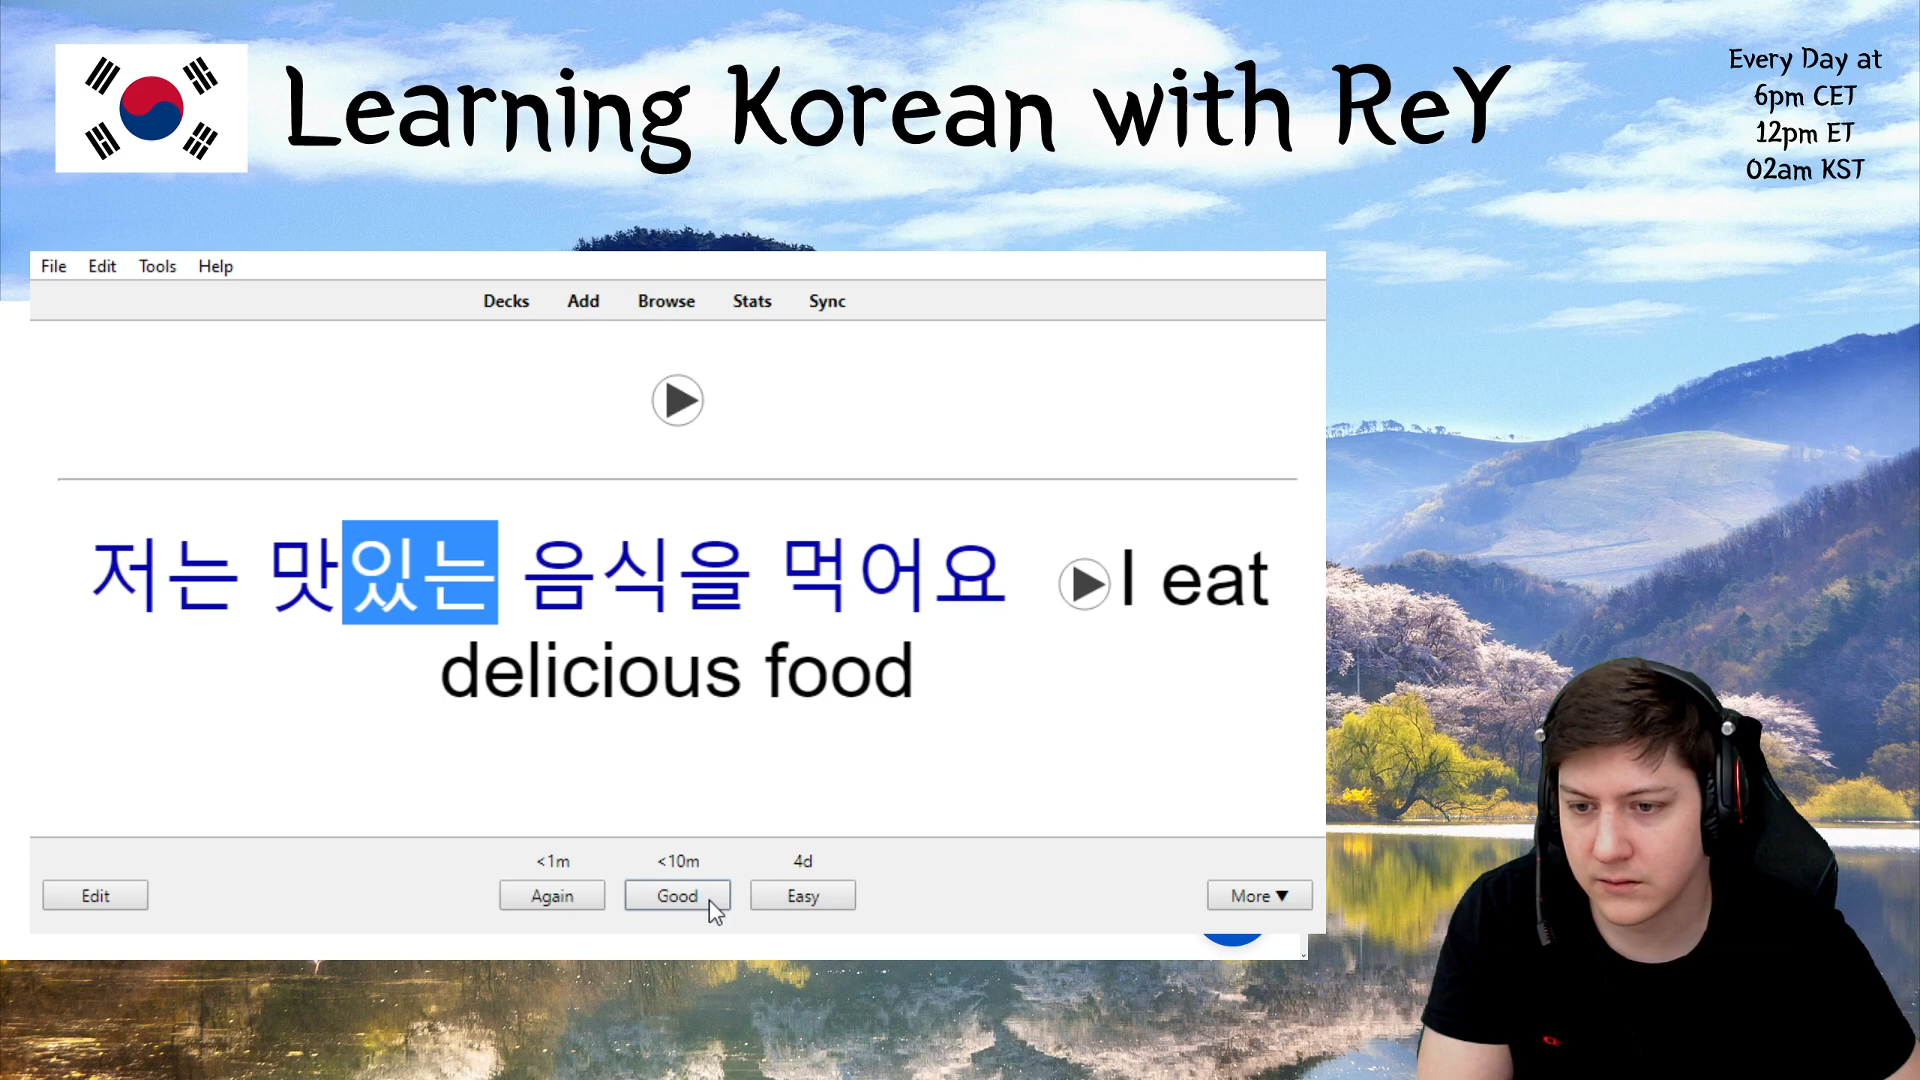 Learning Korean with ReY
Every Day at
6pm CET
12pm ET
02am KST
File Edit Tools Help
Decks Add Browse Stats Sync
저는 맛있는 음식을 먹어요 I eat
delicious food
<1m <10m 4d
Edit Again Good Easy More ▼